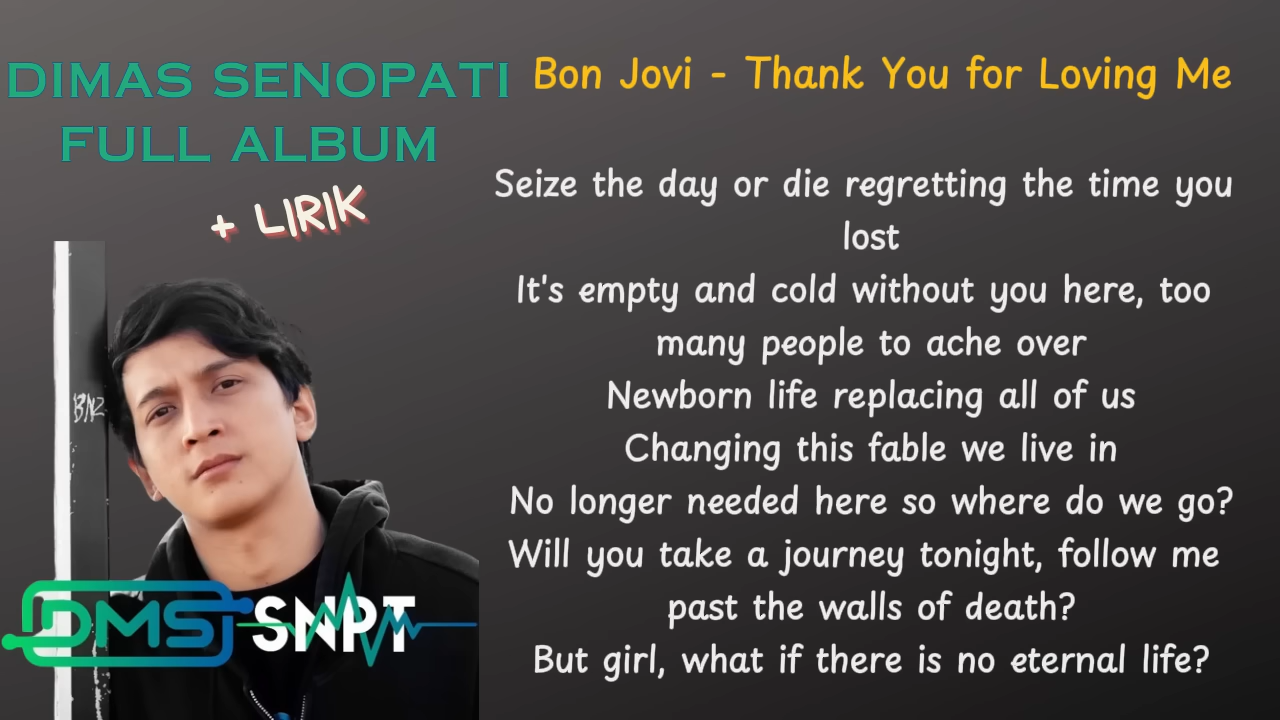 DIMAS SENOPATI
FULL ALBUM
+ LIRIK
BNZ
DMS SNPT
Bon Jovi - Thank You for Loving Me
Seize the day or die regretting the time you
lost
It's empty and cold without you here, too
many people to ache over
Newborn life replacing all of us
Changing this fable we live in
No longer needed here so where do we go?
Will you take a journey tonight, follow me
past the walls of death?
But girl, what if there is no eternal life?